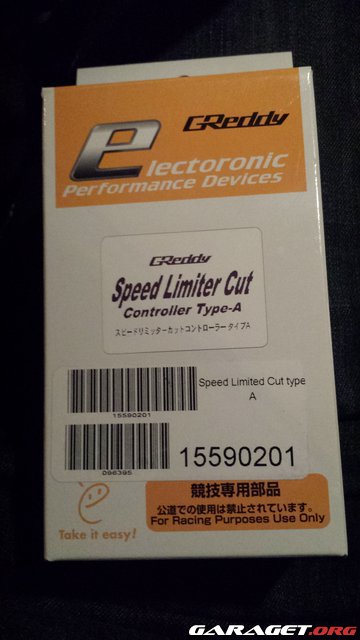 GReddy
electoronic
Performance Devices
GReddy
Speed Limiter Cut
Controller Type-A
スピードリミッターカットコントローラー タイプA
15590201
Speed Limited Cut type
A
096395
15590201
競技専用部品
公道での使用は禁止されています。
For Racing Purposes Use Only
Take it easy!
GARAGET.ORG